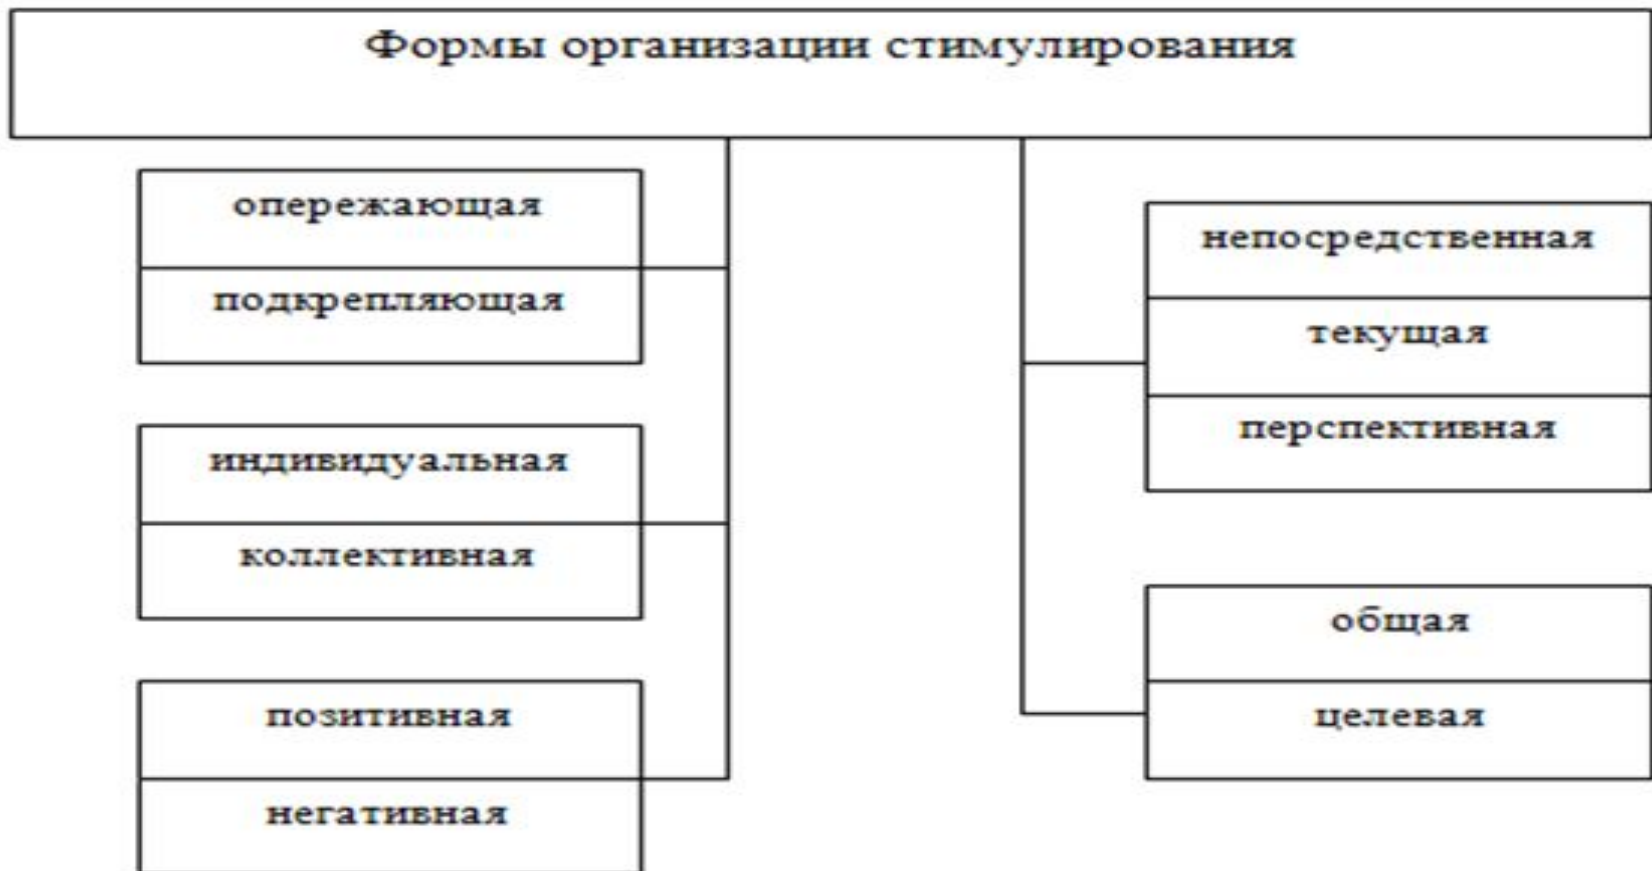 Формы организации стимулирования
опережающая
подкрепляющая
индивидуальная
коллективная
позитивная
негативная
непосредственная
текущая
перспективная
общая
целевая